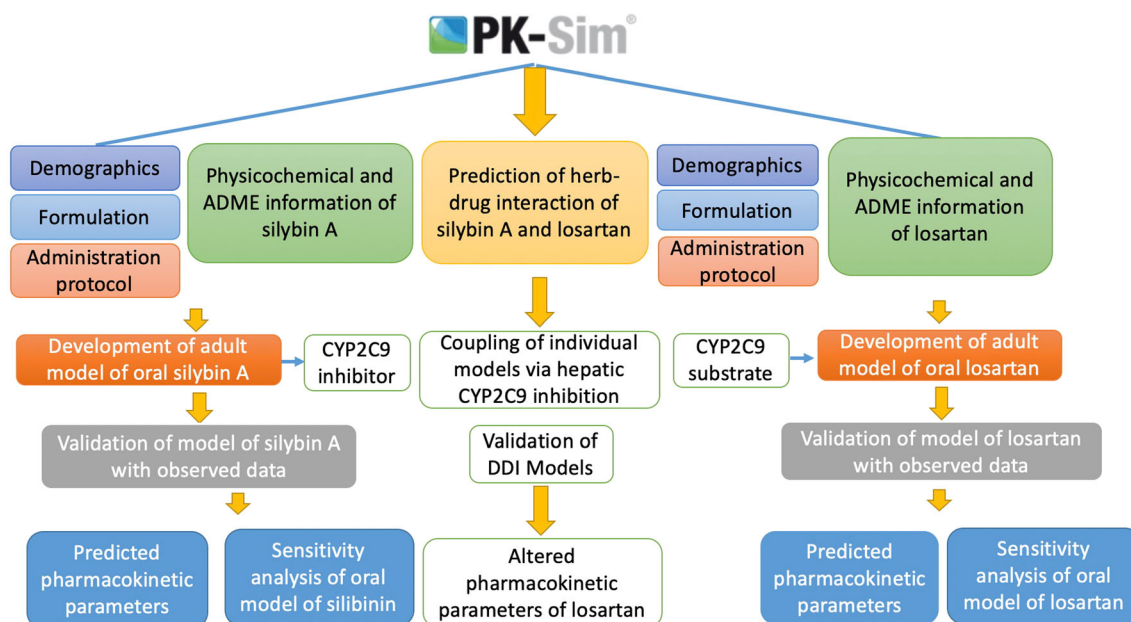 PK-Sim®
Demographics
Formulation
Administration
protocol
Physicochemical and
ADME information of
silybin A
Prediction of herb-
drug interaction of
silybin A and losartan
Demographics
Formulation
Administration
protocol
Physicochemical and
ADME information
of losartan
Development of adult
model of oral silybin A
CYP2C9
inhibitor
Coupling of individual
models via hepatic
CYP2C9 inhibition
CYP2C9
substrate
Development of adult
model of oral losartan
Validation of model of silybin A
with observed data
Validation of
DDI Models
Validation of model of losartan
with observed data
Predicted
pharmacokinetic
parameters
Sensitivity
analysis of oral
model of silibinin
Altered
pharmacokinetic
parameters of losartan
Predicted
pharmacokinetic
parameters
Sensitivity
analysis of oral
model of losartan